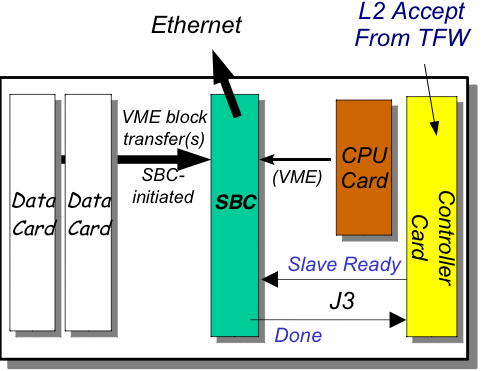 Ethernet
L2 Accept
From TFW
VME block
transfer(s)
SBC-
initiated
Data
Card
Data
Card
SBC
(VME)
CPU
Card
Controller
Card
Slave Ready
J3
Done